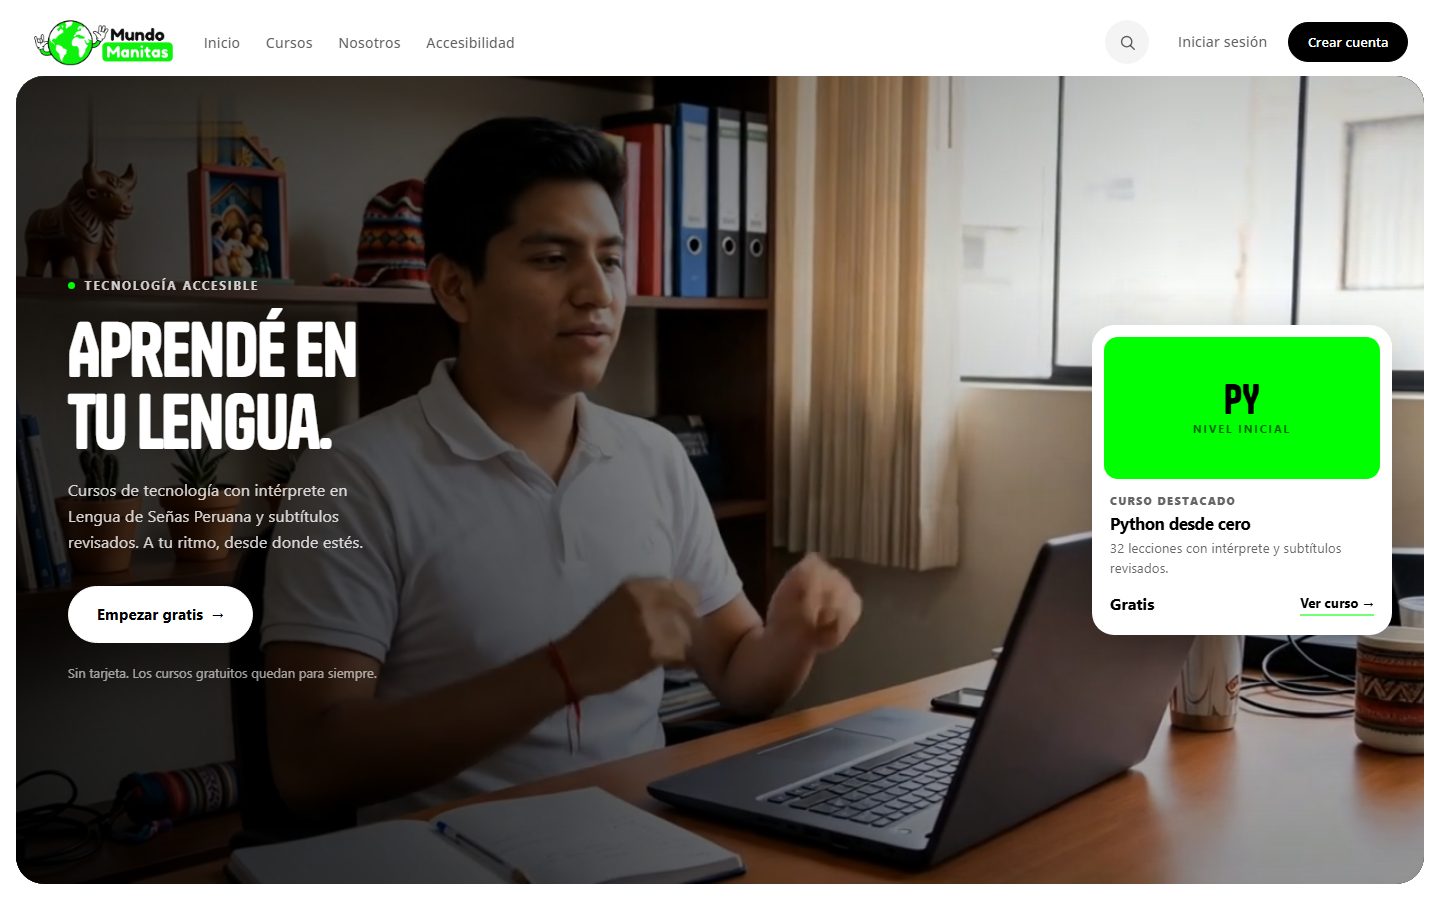 Mundo
Manitas
Inicio
Cursos
Nosotros
Accesibilidad
Iniciar sesión
Crear cuenta
TECNOLOGÍA ACCESIBLE
APRENDÉ EN
TU LENGUA.
Cursos de tecnología con intérprete en
Lengua de Señas Peruana y subtítulos
revisados. A tu ritmo, desde donde estés.
Empezar gratis →
Sin tarjeta. Los cursos gratuitos quedan para siempre.
PY
NIVEL INICIAL
CURSO DESTACADO
Python desde cero
32 lecciones con intérprete y subtítulos
revisados.
Gratis
Ver curso →